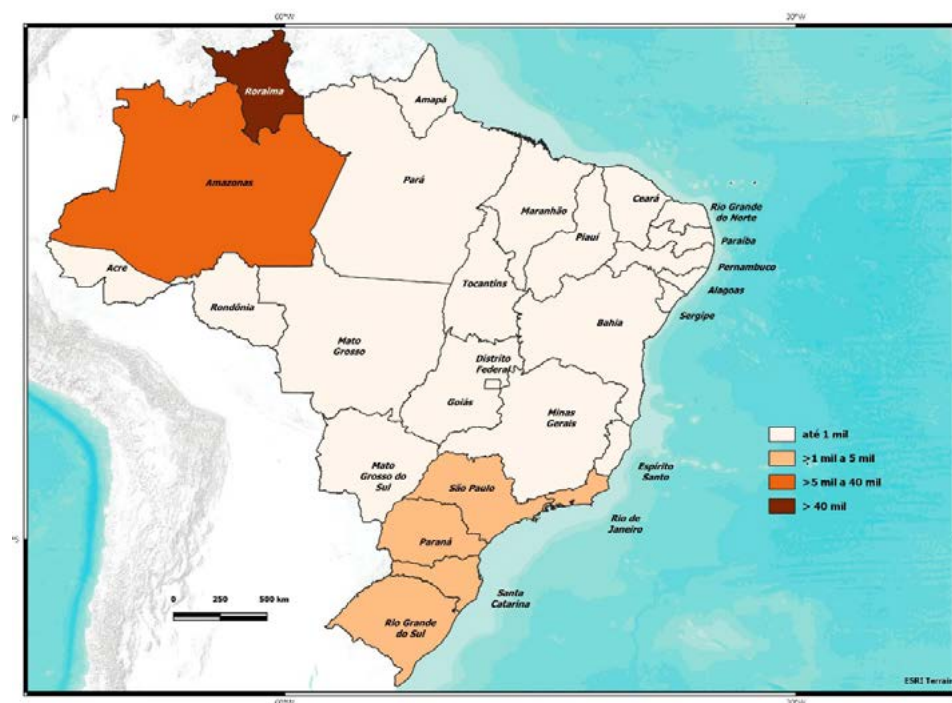 60°W
Roraima
Amapá
Amazonas
Pará
Maranhão
Ceará
Rio Grande
do Norte
Piauí
Paraíba
Pernambuco
Alagoas
Sergipe
Acre
Rondônia
Tocantins
Bahia
Mato
Grosso
Distrito
Federal
Goiás
Minas
Gerais
Mato
Grosso do
Sul
São Paulo
Espírito
Santo
Rio de
Janeiro
Paraná
Santa
Catarina
Rio Grande
do Sul
até 1 mil
>1 mil a 5 mil
>5 mil a 40 mil
> 40 mil
0 250 500 km
ESRI Terrain